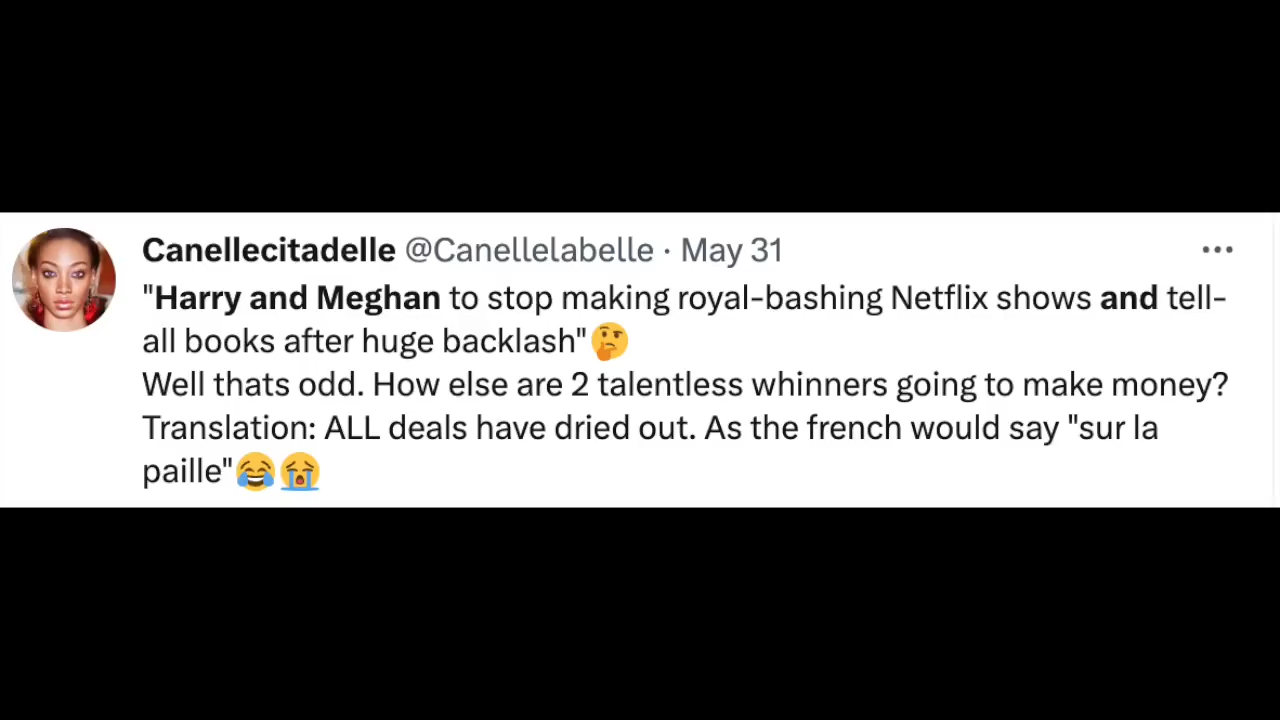 Canellecitadelle @Canellelabelle · May 31
"Harry and Meghan to stop making royal-bashing Netflix shows and tell-
all books after huge backlash"🤔
Well thats odd. How else are 2 talentless whinners going to make money?
Translation: ALL deals have dried out. As the french would say "sur la
paille"😂😭